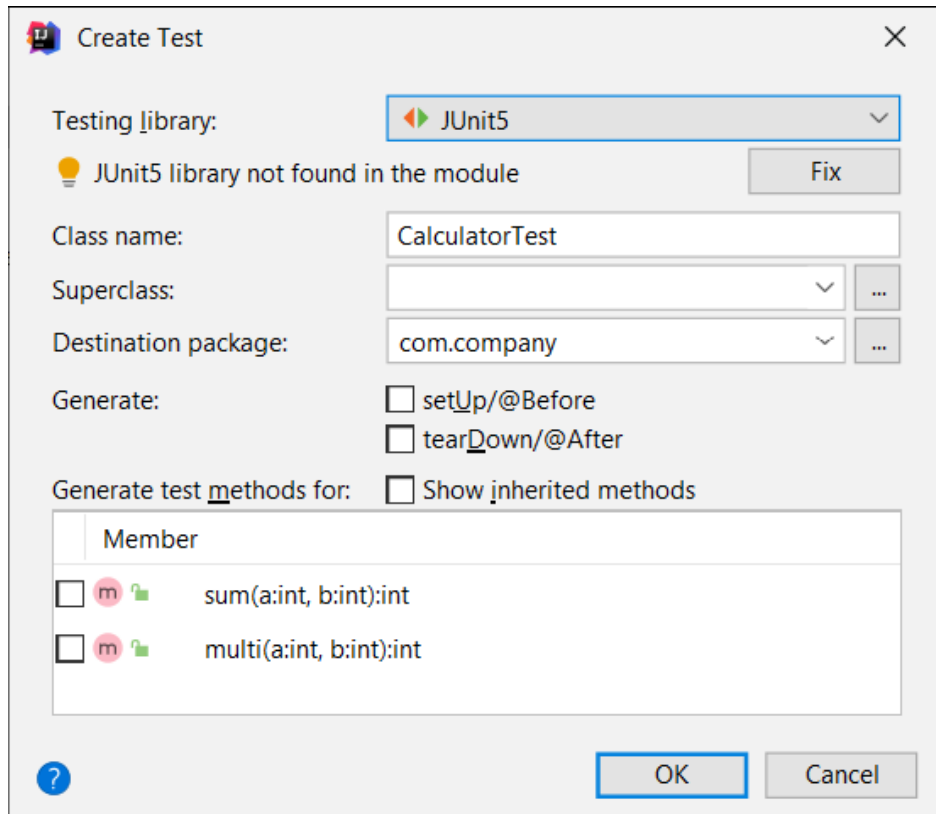 Create Test
Testing library: JUnit5
JUnit5 library not found in the module Fix
Class name: CalculatorTest
Superclass: ...
Destination package: com.company ...
Generate: setUp/@Before
tearDown/@After
Generate test methods for: Show inherited methods
Member
m sum(a:int, b:int):int
m multi(a:int, b:int):int
? OK Cancel